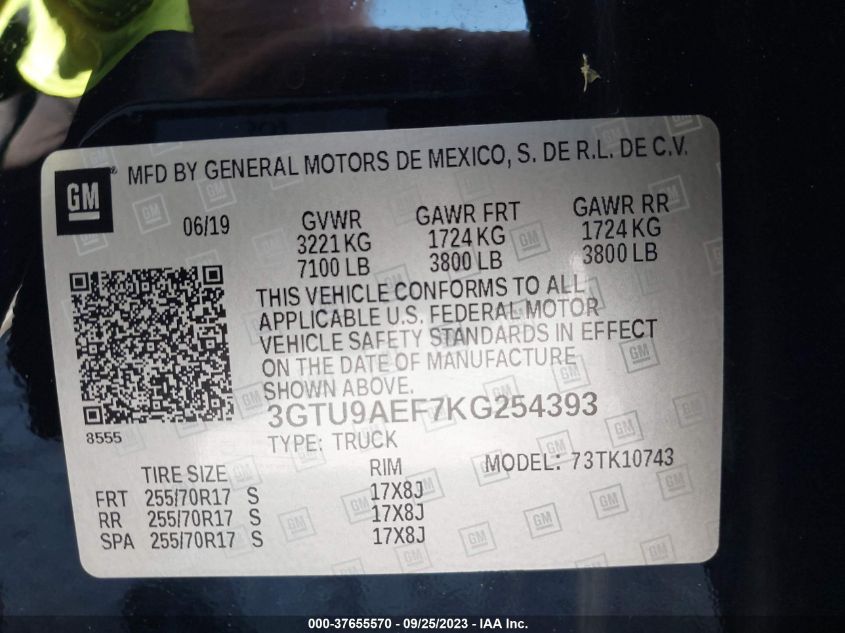 GM ® MFD BY GENERAL MOTORS DE MEXICO, S. DE R.L. DE C.V.
06/19 GVWR GAWR FRT GAWR RR
3221 KG 1724 KG 1724 KG
7100 LB 3800 LB 3800 LB
THIS VEHICLE CONFORMS TO ALL
APPLICABLE U.S. FEDERAL MOTOR
VEHICLE SAFETY STANDARDS IN EFFECT
ON THE DATE OF MANUFACTURE
SHOWN ABOVE.
3GTU9AEF7KG254393
8555
TYPE: TRUCK
TIRE SIZE RIM MODEL: 73TK10743
FRT 255/70R17 S 17X8J
RR 255/70R17 S 17X8J
SPA 255/70R17 S 17X8J
000-37655570 - 09/25/2023 - IAA Inc.